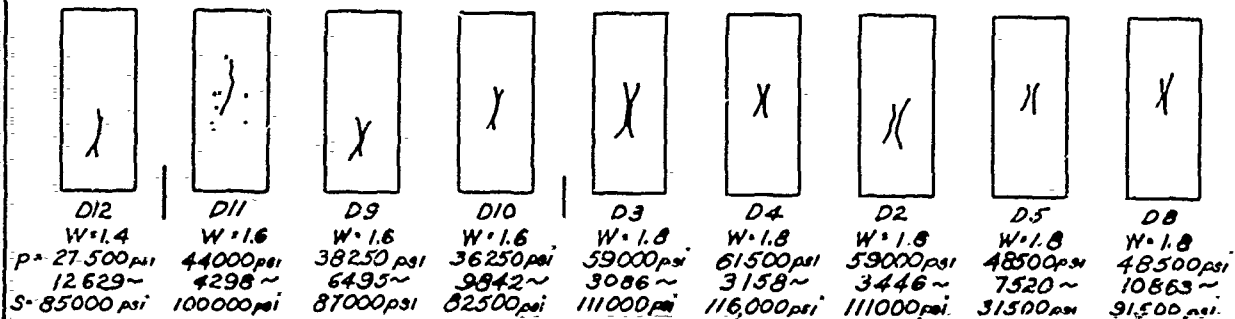 D12 D11 D9 D10 D3 D4 D2 D5 D8
W=1.4 W=1.6 W=1.6 W=1.6 W=1.8 W=1.8 W=1.8 W=1.8 W=1.8
p=27500psi 44000psi 38250psi 36250psi 59000psi 61500psi 59000psi 48500psi 48500psi
12629~ 4298~ 6495~ 9842~ 3086~ 3158~ 3446~ 7520~ 10863~
S=85000psi 100000psi 87000psi 82500psi 111000psi 116,000psi 111000psi 31500psi 91500psi